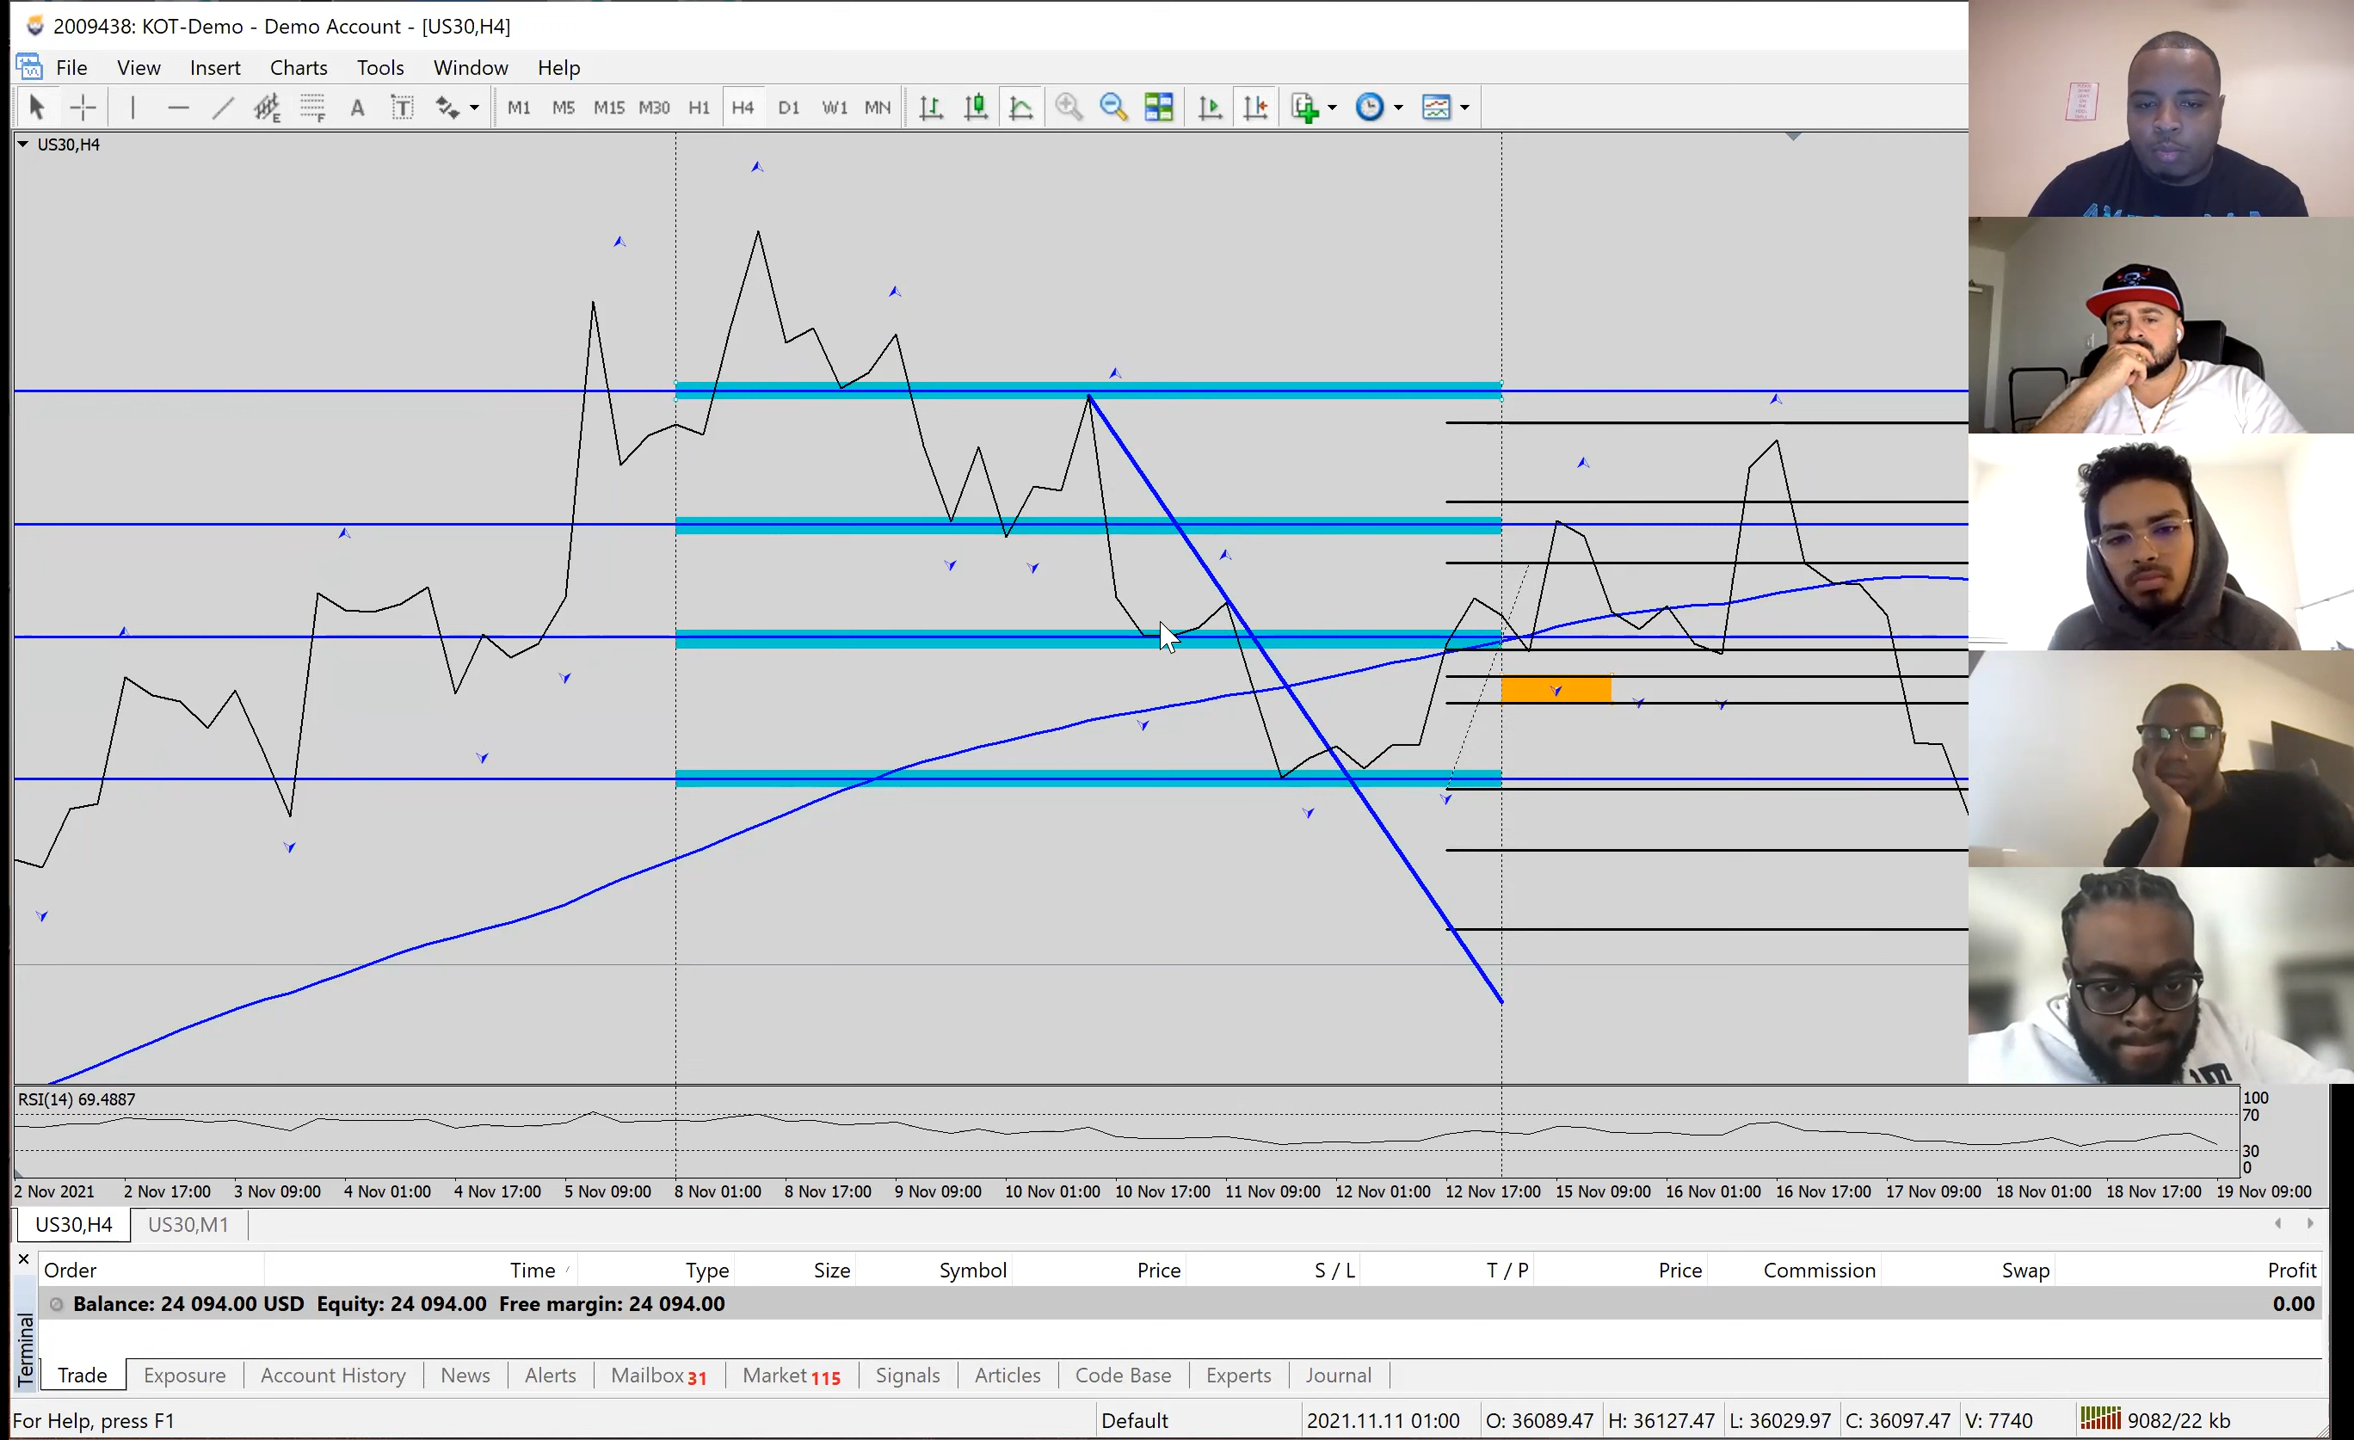 2009438: KOT-Demo - Demo Account - [US30,H4]
File View Insert Charts Tools Window Help
E F A T M1 M5 M15 M30 H1 H4 D1 W1 MN
US30,H4
RSI(14) 69.4887
100
70
30
0
2 Nov 2021 2 Nov 17:00 3 Nov 09:00 4 Nov 01:00 4 Nov 17:00 5 Nov 09:00 8 Nov 01:00 8 Nov 17:00 9 Nov 09:00 10 Nov 01:00 10 Nov 17:00 11 Nov 09:00 12 Nov 01:00 12 Nov 17:00 15 Nov 09:00 16 Nov 01:00 16 Nov 17:00 17 Nov 09:00 18 Nov 01:00 18 Nov 17:00 19 Nov 09:00
US30,H4 US30,M1
Order Time Type Size Symbol Price S / L T / P Price Commission Swap Profit
Balance: 24 094.00 USD Equity: 24 094.00 Free margin: 24 094.00 0.00
Terminal
Trade Exposure Account History News Alerts Mailbox 31 Market 115 Signals Articles Code Base Experts Journal
For Help, press F1 Default 2021.11.11 01:00 O: 36089.47 H: 36127.47 L: 36029.97 C: 36097.47 V: 7740 9082/22 kb